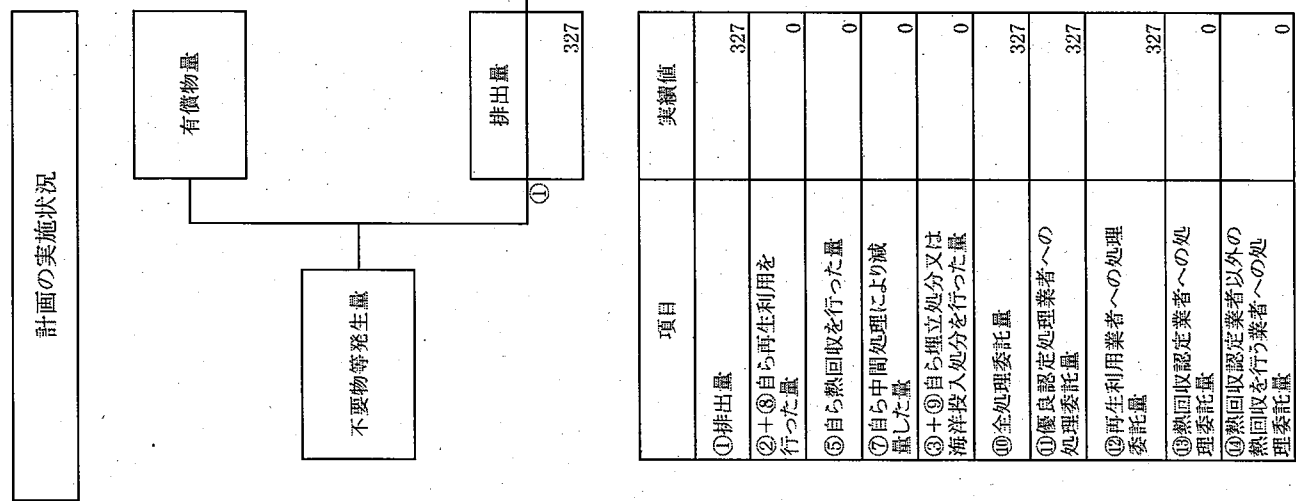 計画の実施状況
不要物等発生量
有償物量
①
排出量
327
項目
実績値
①排出量
327
②+⑧自ら再生利用を
行った量
0
⑤自ら熱回収を行った量
0
⑦自ら中間処理により減
量した量
0
③+⑨自ら埋立処分又は
海洋投入処分を行った量
0
⑩全処理委託量
327
⑪優良認定処理業者への
処理委託量
327
⑫再生利用業者への処理
委託量
327
⑬熱回収認定業者への処
理委託量
0
⑭熱回収認定業者以外の
熱回収を行う業者への処
理委託量
0